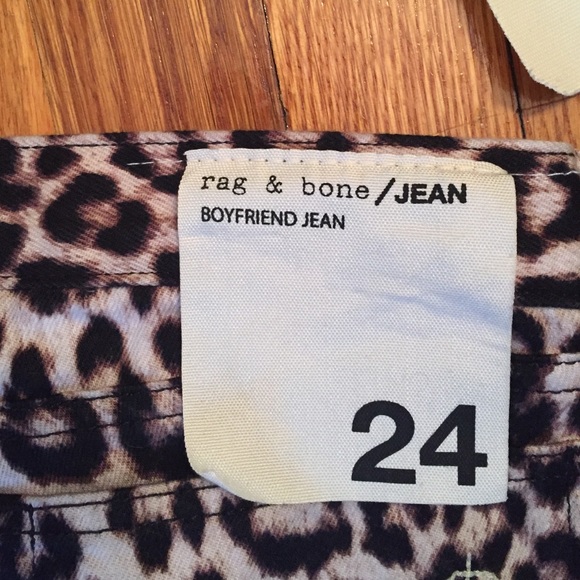 rag & bone/JEAN
BOYFRIEND JEAN
24